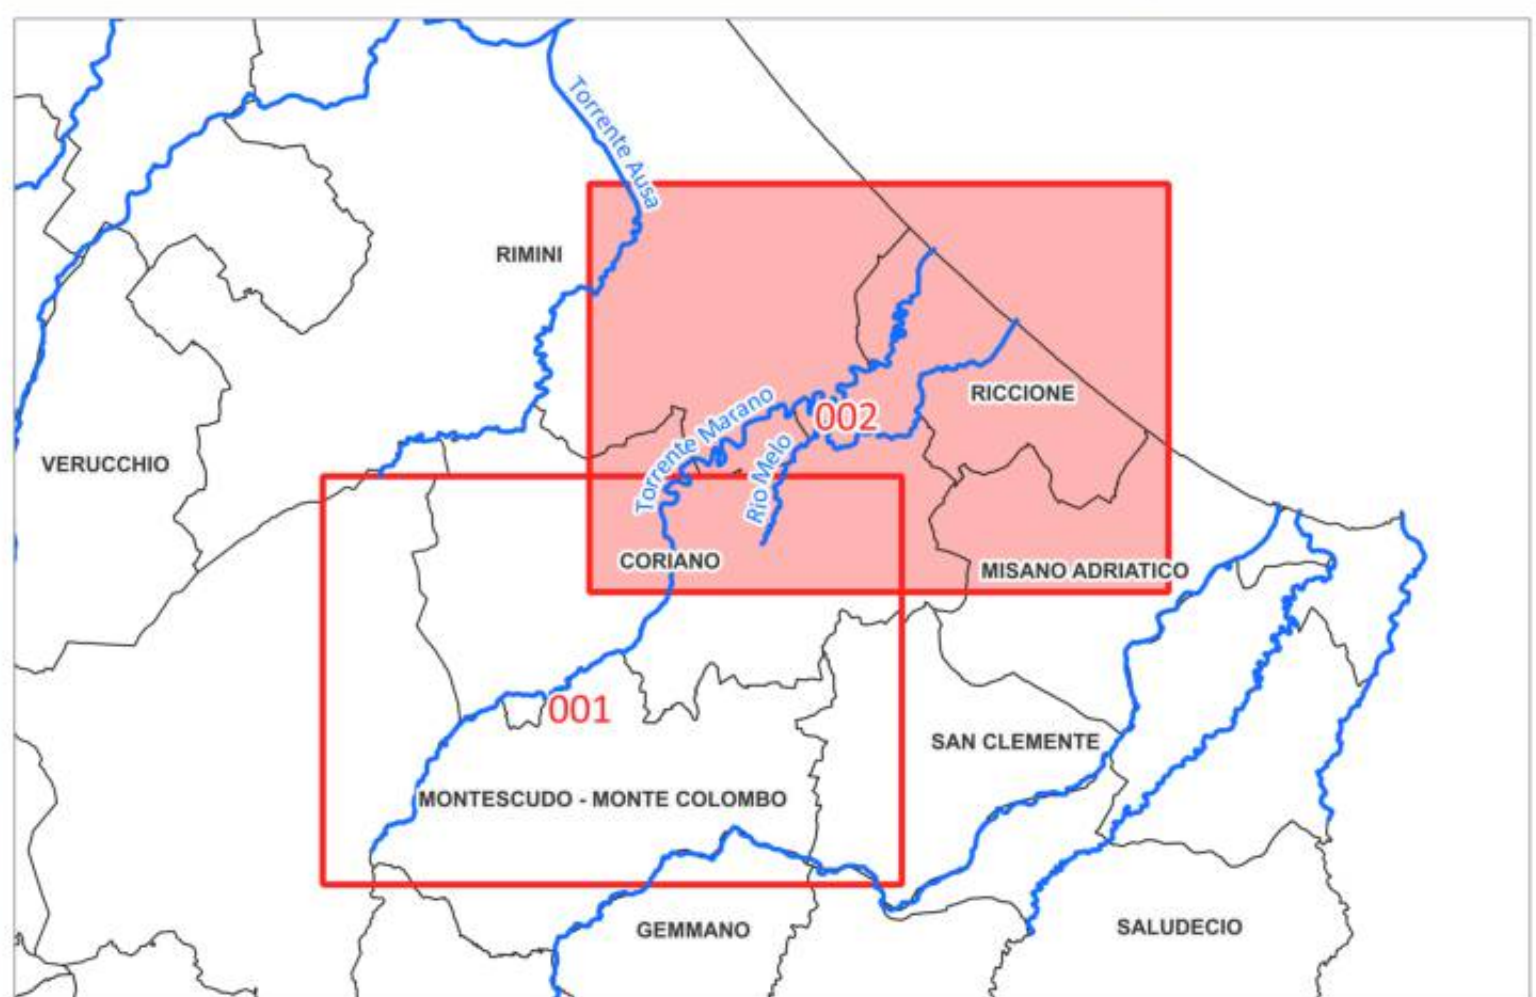 Torrente Ausa
RIMINI
RICCIONE
Torrente Marano
002
VERUCCHIO
Rio Melo
CORIANO
MISANO ADRIATICO
001
SAN CLEMENTE
MONTESCUDO - MONTE COLOMBO
GEMMANO
SALUDECIO